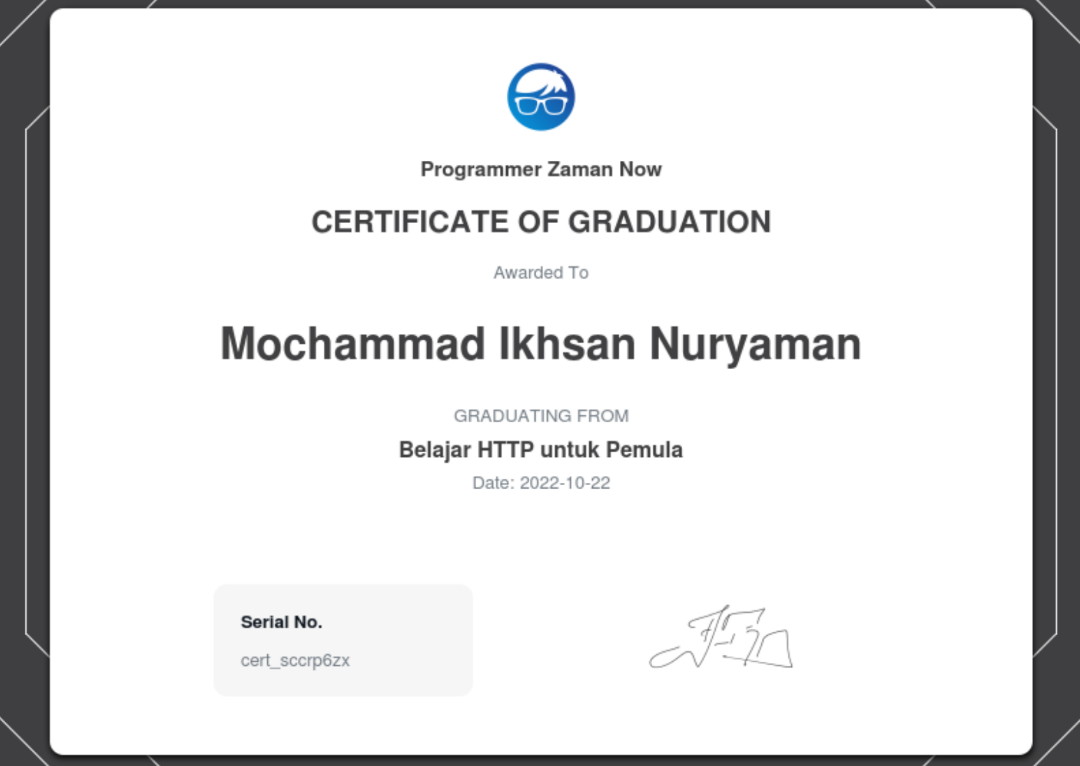 Programmer Zaman Now
CERTIFICATE OF GRADUATION
Awarded To
Mochammad Ikhsan Nuryaman
GRADUATING FROM
Belajar HTTP untuk Pemula
Date: 2022-10-22
Serial No.
cert_sccrp6zx